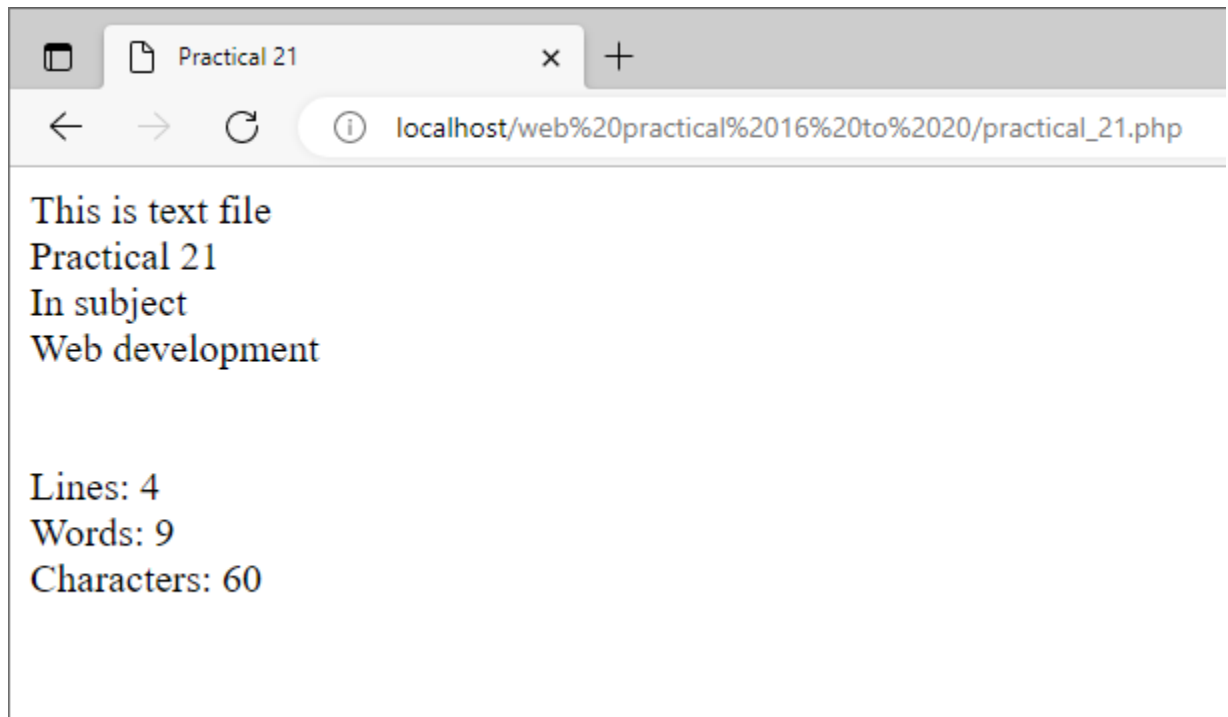 Practical 21
localhost/web%20practical%2016%20to%2020/practical_21.php
This is text file
Practical 21
In subject
Web development
Lines: 4
Words: 9
Characters: 60